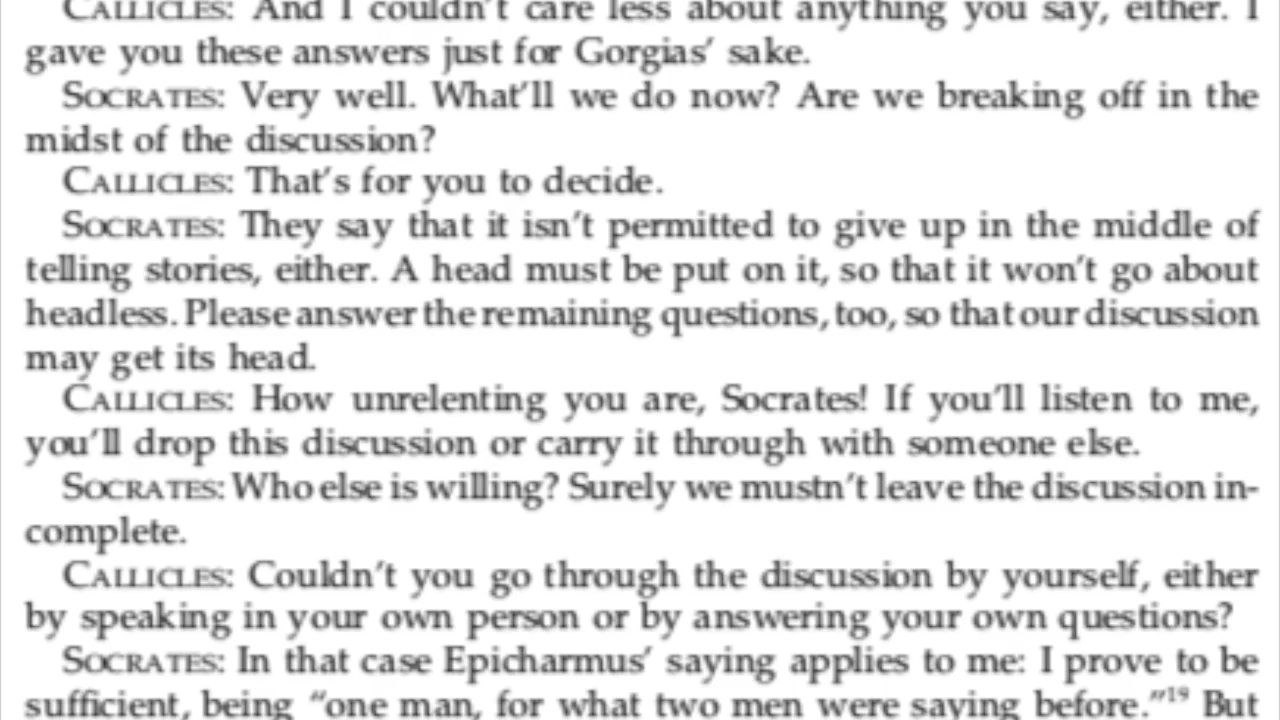 CALLICLES: And I couldn't care less about anything you say, either. I
gave you these answers just for Gorgias' sake.
SOCRATES: Very well. What'll we do now? Are we breaking off in the
midst of the discussion?
CALLICLES: That's for you to decide.
SOCRATES: They say that it isn't permitted to give up in the middle of
telling stories, either. A head must be put on it, so that it won't go about
headless. Please answer the remaining questions, too, so that our discussion
may get its head.
CALLICLES: How unrelenting you are, Socrates! If you'll listen to me,
you'll drop this discussion or carry it through with someone else.
SOCRATES: Who else is willing? Surely we mustn't leave the discussion in-
complete.
CALLICLES: Couldn't you go through the discussion by yourself, either
by speaking in your own person or by answering your own questions?
SOCRATES: In that case Epicharmus' saying applies to me: I prove to be
sufficient, being “one man, for what two men were saying before.”19 But